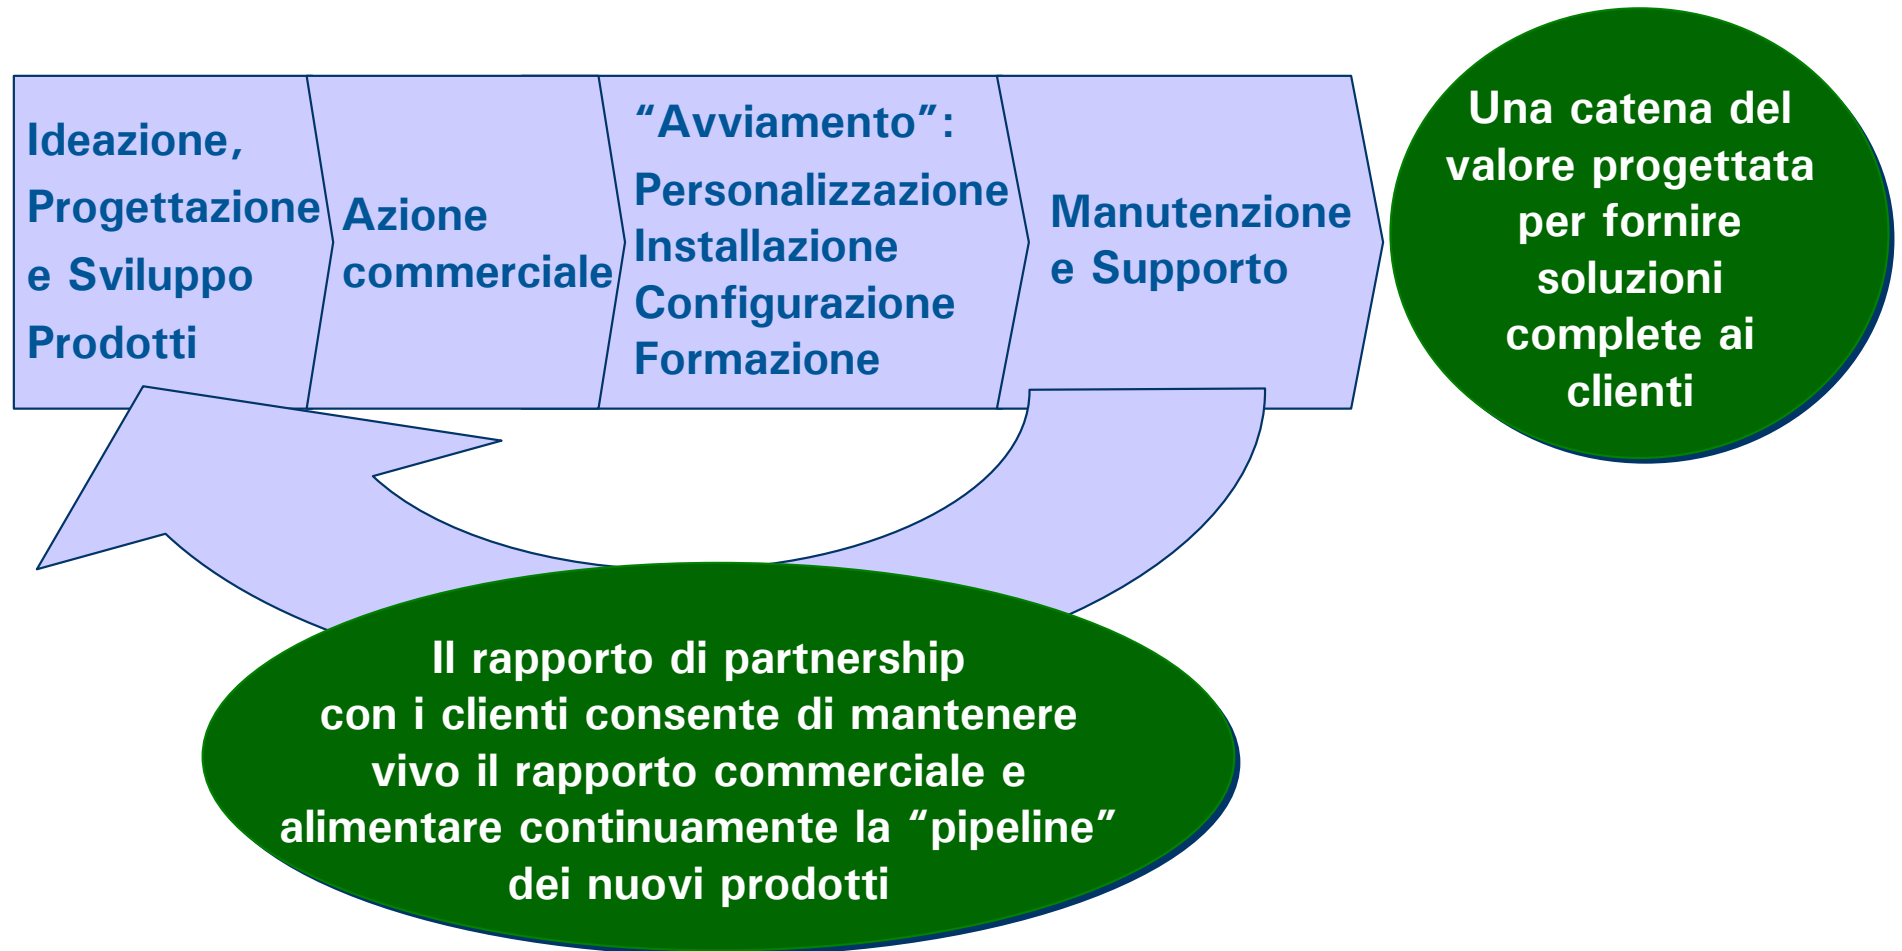 Ideazione,
Progettazione
e Sviluppo
Prodotti
Azione
commerciale
“Avviamento”:
Personalizzazione
Installazione
Configurazione
Formazione
Manutenzione
e Supporto
Una catena del
valore progettata
per fornire
soluzioni
complete ai
clienti
Il rapporto di partnership
con i clienti consente di mantenere
vivo il rapporto commerciale e
alimentare continuamente la “pipeline”
dei nuovi prodotti